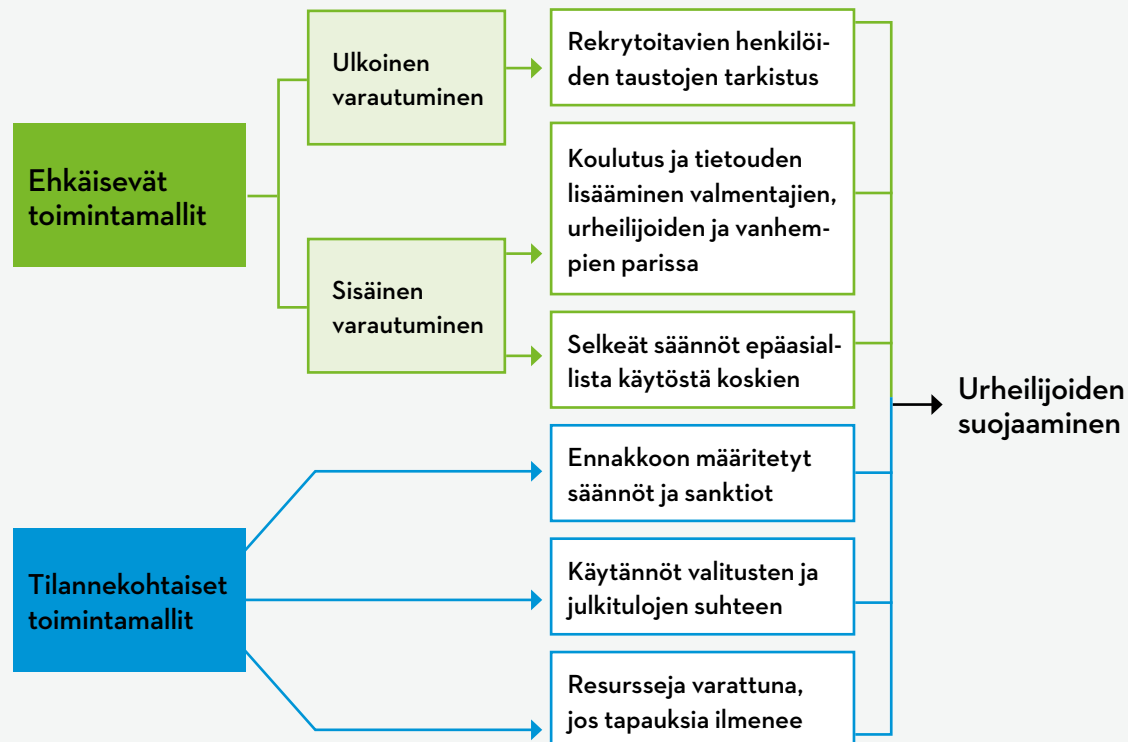 Ehkäisevät
toimintamallit
Ulkoinen
varautuminen
Rekrytoitavien henkilöi-
den taustojen tarkistus
Sisäinen
varautuminen
Koulutus ja tietouden
lisääminen valmentajien,
urheilijoiden ja vanhem-
pien parissa
Selkeät säännöt epäasial-
lista käytöstä koskien
Tilannekohtaiset
toimintamallit
Ennakkoon määritetyt
säännöt ja sanktiot
Käytännöt valitusten ja
julkitulojen suhteen
Resursseja varattuna,
jos tapauksia ilmenee
Urheilijoiden
suojaaminen